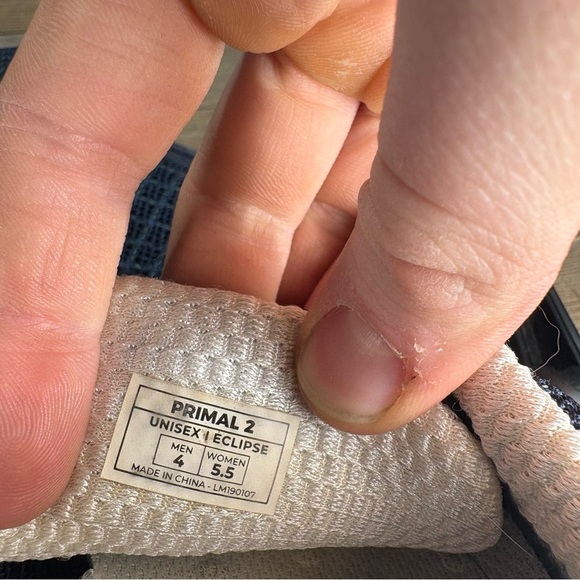 PRIMAL 2
UNISEX | ECLIPSE
MEN WOMEN
4 5.5
MADE IN CHINA - LM190107